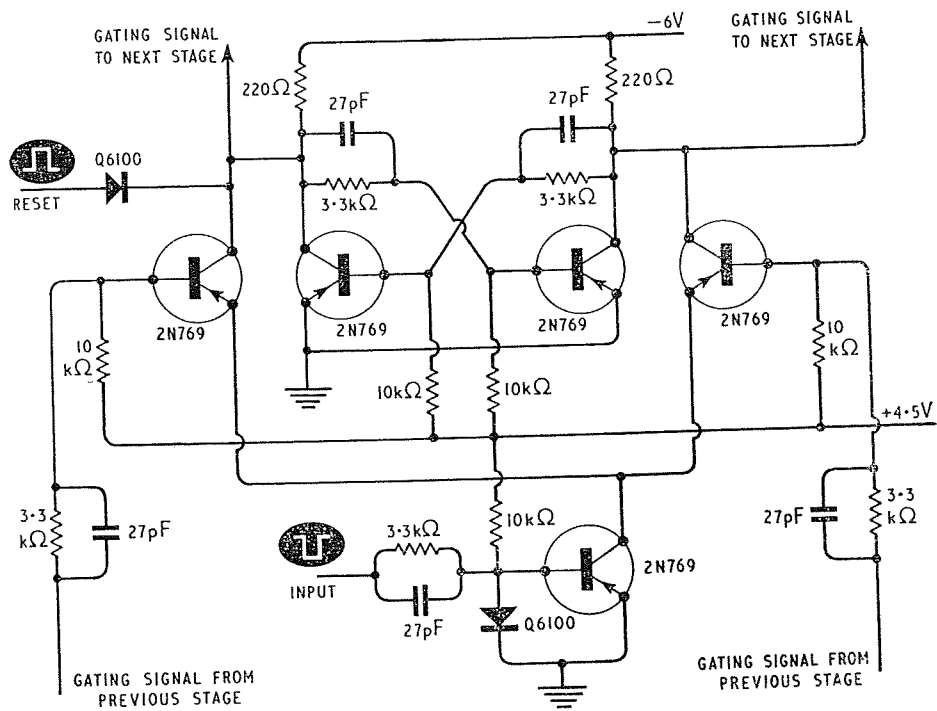 GATING SIGNAL
TO NEXT STAGE
−6V
GATING SIGNAL
TO NEXT STAGE
220Ω
27pF
27pF
220Ω
Q6100
RESET
3·3kΩ
3·3kΩ
2N769
2N769
2N769
2N769
10
kΩ
10kΩ
10kΩ
10
kΩ
+4·5V
3·3
kΩ
27pF
10kΩ
27pF
3·3
kΩ
3·3kΩ
INPUT
27pF
2N769
Q6100
GATING SIGNAL FROM
PREVIOUS STAGE
GATING SIGNAL FROM
PREVIOUS STAGE